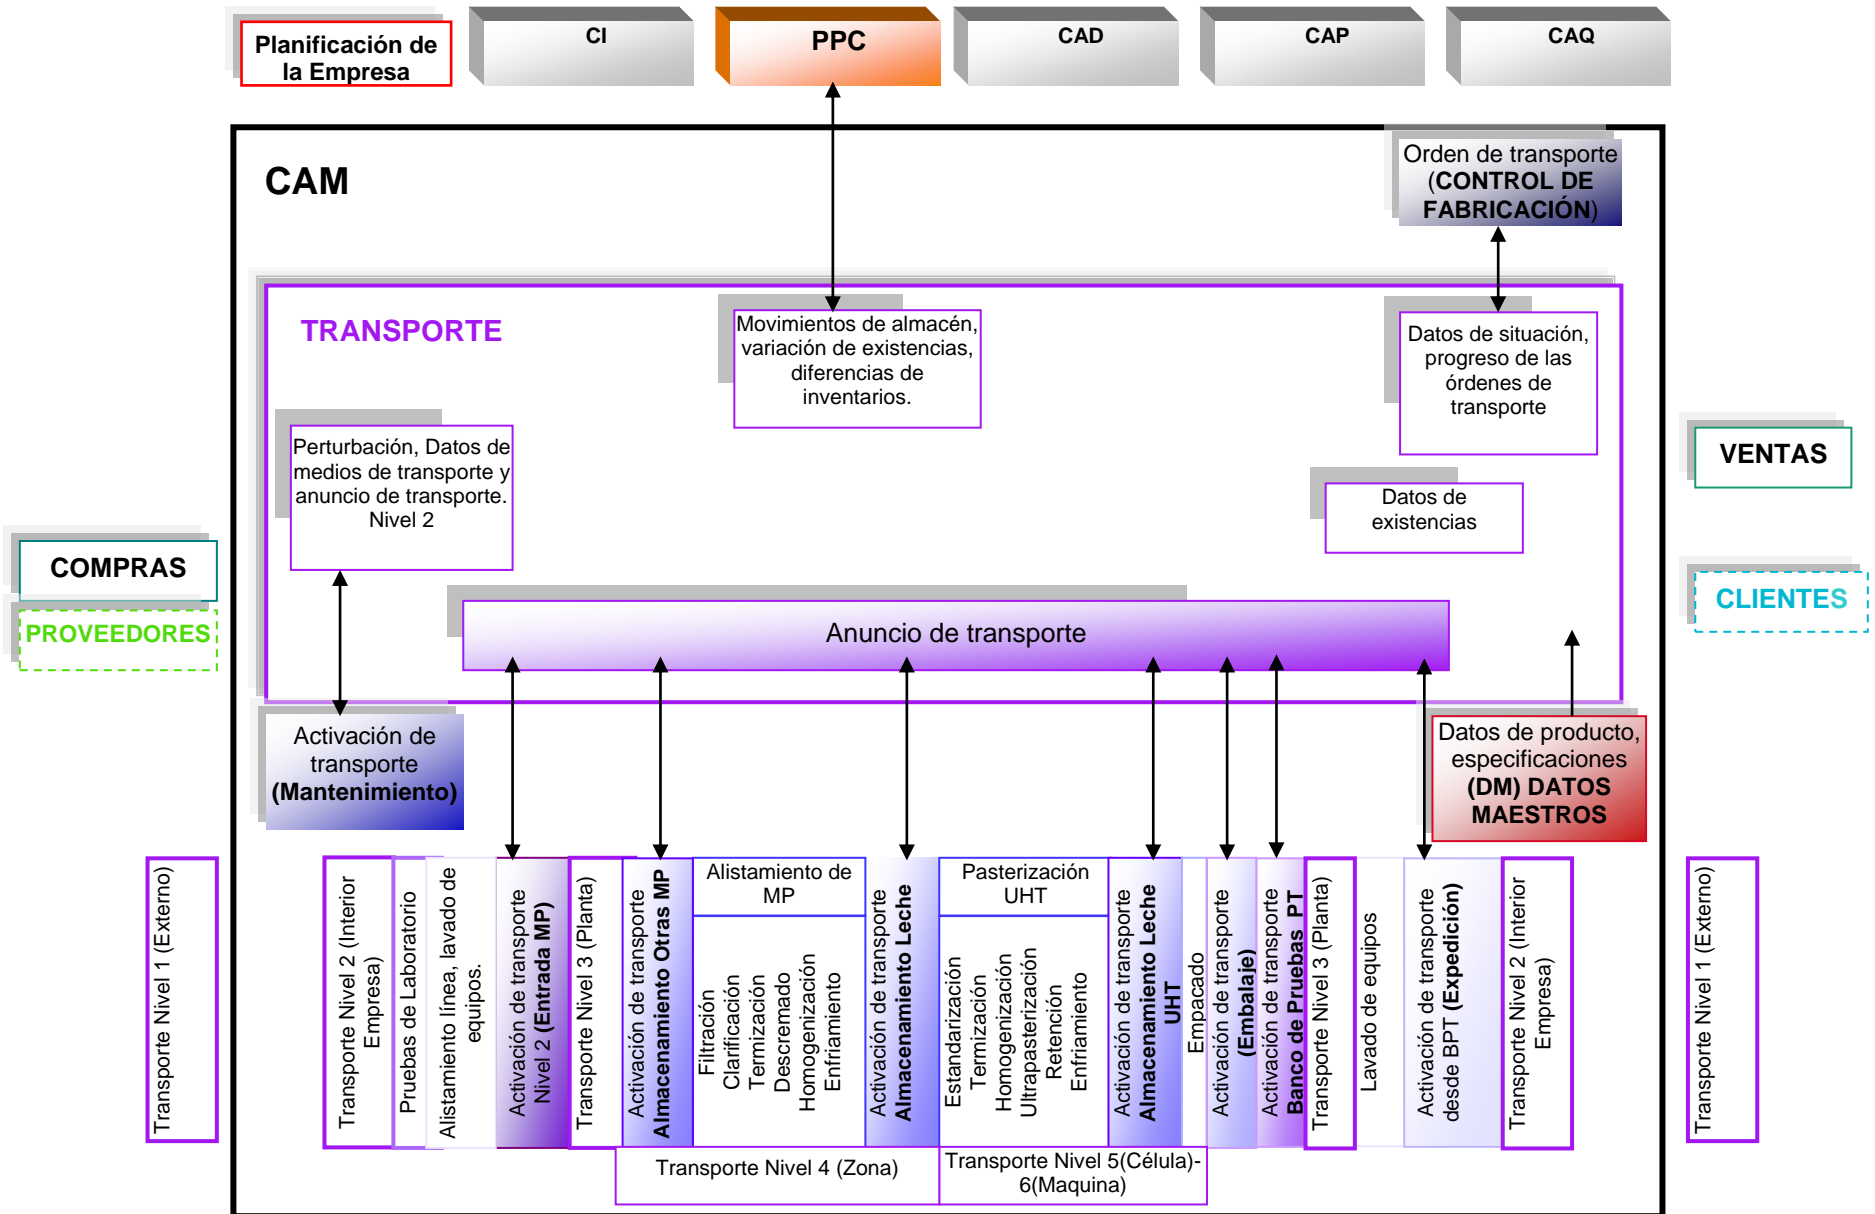 Planificación de
la Empresa
CI
PPC
CAD
CAP
CAQ
CAM
Orden de transporte
(CONTROL DE
FABRICACIÓN)
TRANSPORTE
Movimientos de almacén,
variación de existencias,
diferencias de
inventarios.
Datos de situación,
progreso de las
órdenes de
transporte
Perturbación, Datos de
medios de transporte y
anuncio de transporte.
Nivel 2
Datos de
existencias
VENTAS
COMPRAS
PROVEEDORES
CLIENTES
Anuncio de transporte
Activación de
transporte
(Mantenimiento)
Datos de producto,
especificaciones
(DM) DATOS
MAESTROS
Transporte Nivel 1 (Externo)
Transporte Nivel 2 (Interior
Empresa)
Pruebas de Laboratorio
Alistamiento línea, lavado de
equipos.
Activación de transporte
Nivel 2 (Entrada MP)
Transporte Nivel 3 (Planta)
Activación de transporte
Almacenamiento Otras MP
Alistamiento de
MP
Filtración
Clarificación
Termización
Descremado
Homogenización
Enfriamiento
Activación de transporte
Almacenamiento Leche
Pasterización
UHT
Estandarización
Termización
Homogenización
Ultrapasterización
Retención
Enfriamiento
Activación de transporte
Almacenamiento Leche
UHT
Empacado
Activación de transporte
(Embalaje)
Activación de transporte
Banco de Pruebas PT
Transporte Nivel 3 (Planta)
Lavado de equipos
Activación de transporte
desde BPT (Expedición)
Transporte Nivel 2 (Interior
Empresa)
Transporte Nivel 1 (Externo)
Transporte Nivel 4 (Zona)
Transporte Nivel 5(Célula)-
6(Maquina)